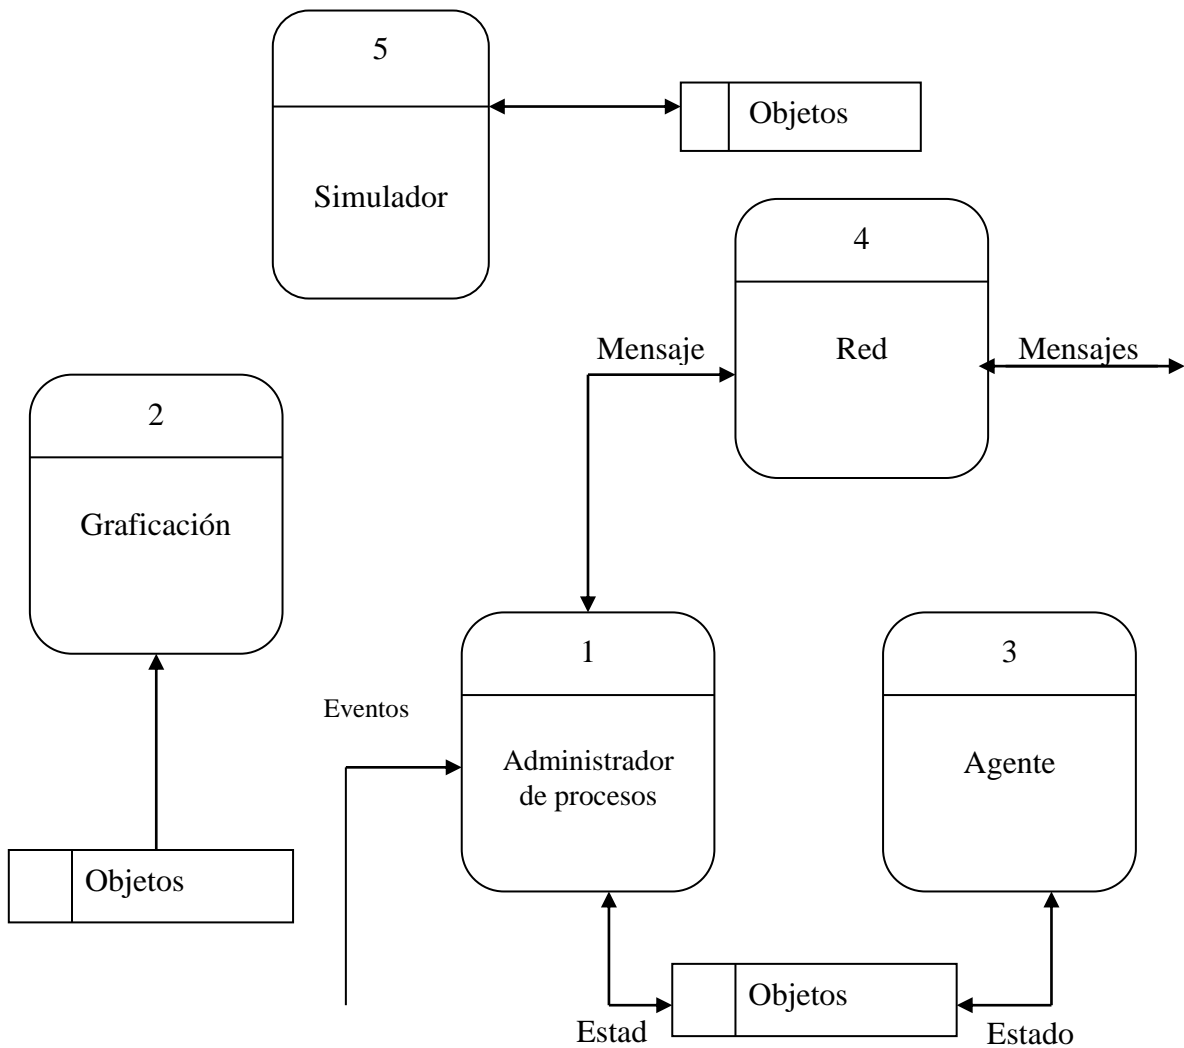 5
Objetos
Simulador
4
Mensaje
Red
Mensajes
2
Graficación
1
3
Eventos
Administrador
de procesos
Agente
Objetos
Objetos
Estad
Estado